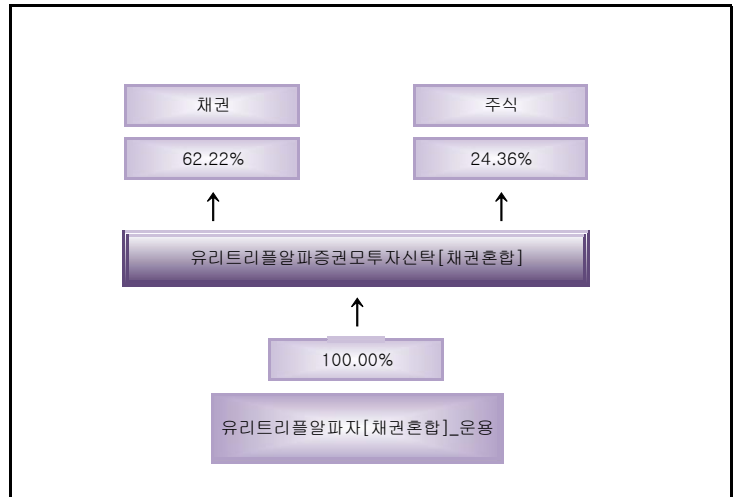 채권
주식
62.22%
24.36%
↑
↑
유리트리플알파증권모투자신탁[채권혼합]
↑
100.00%
유리트리플알파자[채권혼합]_운용